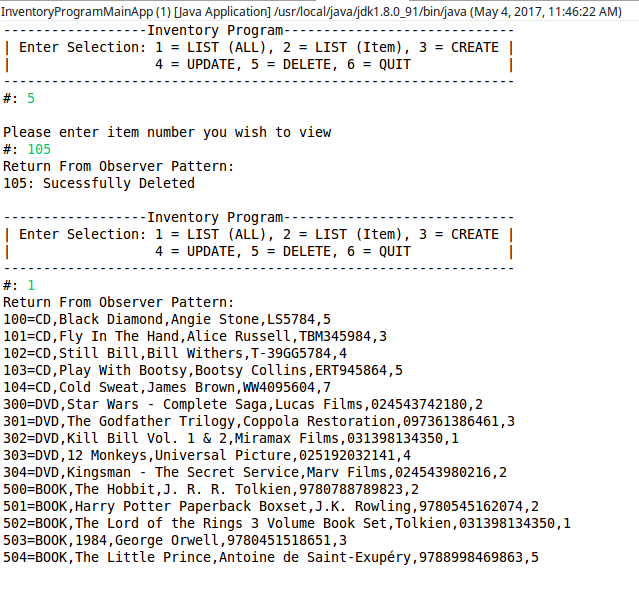 InventoryProgramMainApp (1) [Java Application] /usr/local/java/jdk1.8.0_91/bin/java (May 4, 2017, 11:46:22 AM)
------------------Inventory Program-----------------------------
| Enter Selection: 1 = LIST (ALL), 2 = LIST (Item), 3 = CREATE |
|                  4 = UPDATE, 5 = DELETE, 6 = QUIT            |
----------------------------------------------------------------
#: 5

Please enter item number you wish to view
#: 105
Return From Observer Pattern:
105: Sucessfully Deleted

------------------Inventory Program-----------------------------
| Enter Selection: 1 = LIST (ALL), 2 = LIST (Item), 3 = CREATE |
|                  4 = UPDATE, 5 = DELETE, 6 = QUIT            |
----------------------------------------------------------------
#: 1
Return From Observer Pattern:
100=CD,Black Diamond,Angie Stone,LS5784,5
101=CD,Fly In The Hand,Alice Russell,TBM345984,3
102=CD,Still Bill,Bill Withers,T-39GG5784,4
103=CD,Play With Bootsy,Bootsy Collins,ERT945864,5
104=CD,Cold Sweat,James Brown,WW4095604,7
300=DVD,Star Wars - Complete Saga,Lucas Films,024543742180,2
301=DVD,The Godfather Trilogy,Coppola Restoration,097361386461,3
302=DVD,Kill Bill Vol. 1 & 2,Miramax Films,031398134350,1
303=DVD,12 Monkeys,Universal Picture,025192032141,4
304=DVD,Kingsman - The Secret Service,Marv Films,024543980216,2
500=BOOK,The Hobbit,J. R. R. Tolkien,9780788789823,2
501=BOOK,Harry Potter Paperback Boxset,J.K. Rowling,9780545162074,2
502=BOOK,The Lord of the Rings 3 Volume Book Set,Tolkien,031398134350,1
503=BOOK,1984,George Orwell,9780451518651,3
504=BOOK,The Little Prince,Antoine de Saint-Exupéry,9788998469863,5